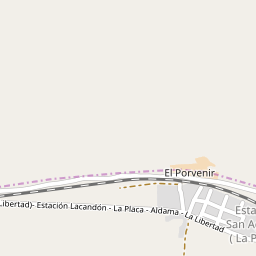 El Porvenir
Libertad)- Estación Lacandón - La Placa - Aldama - La Libertad
Esta
San A
( La P